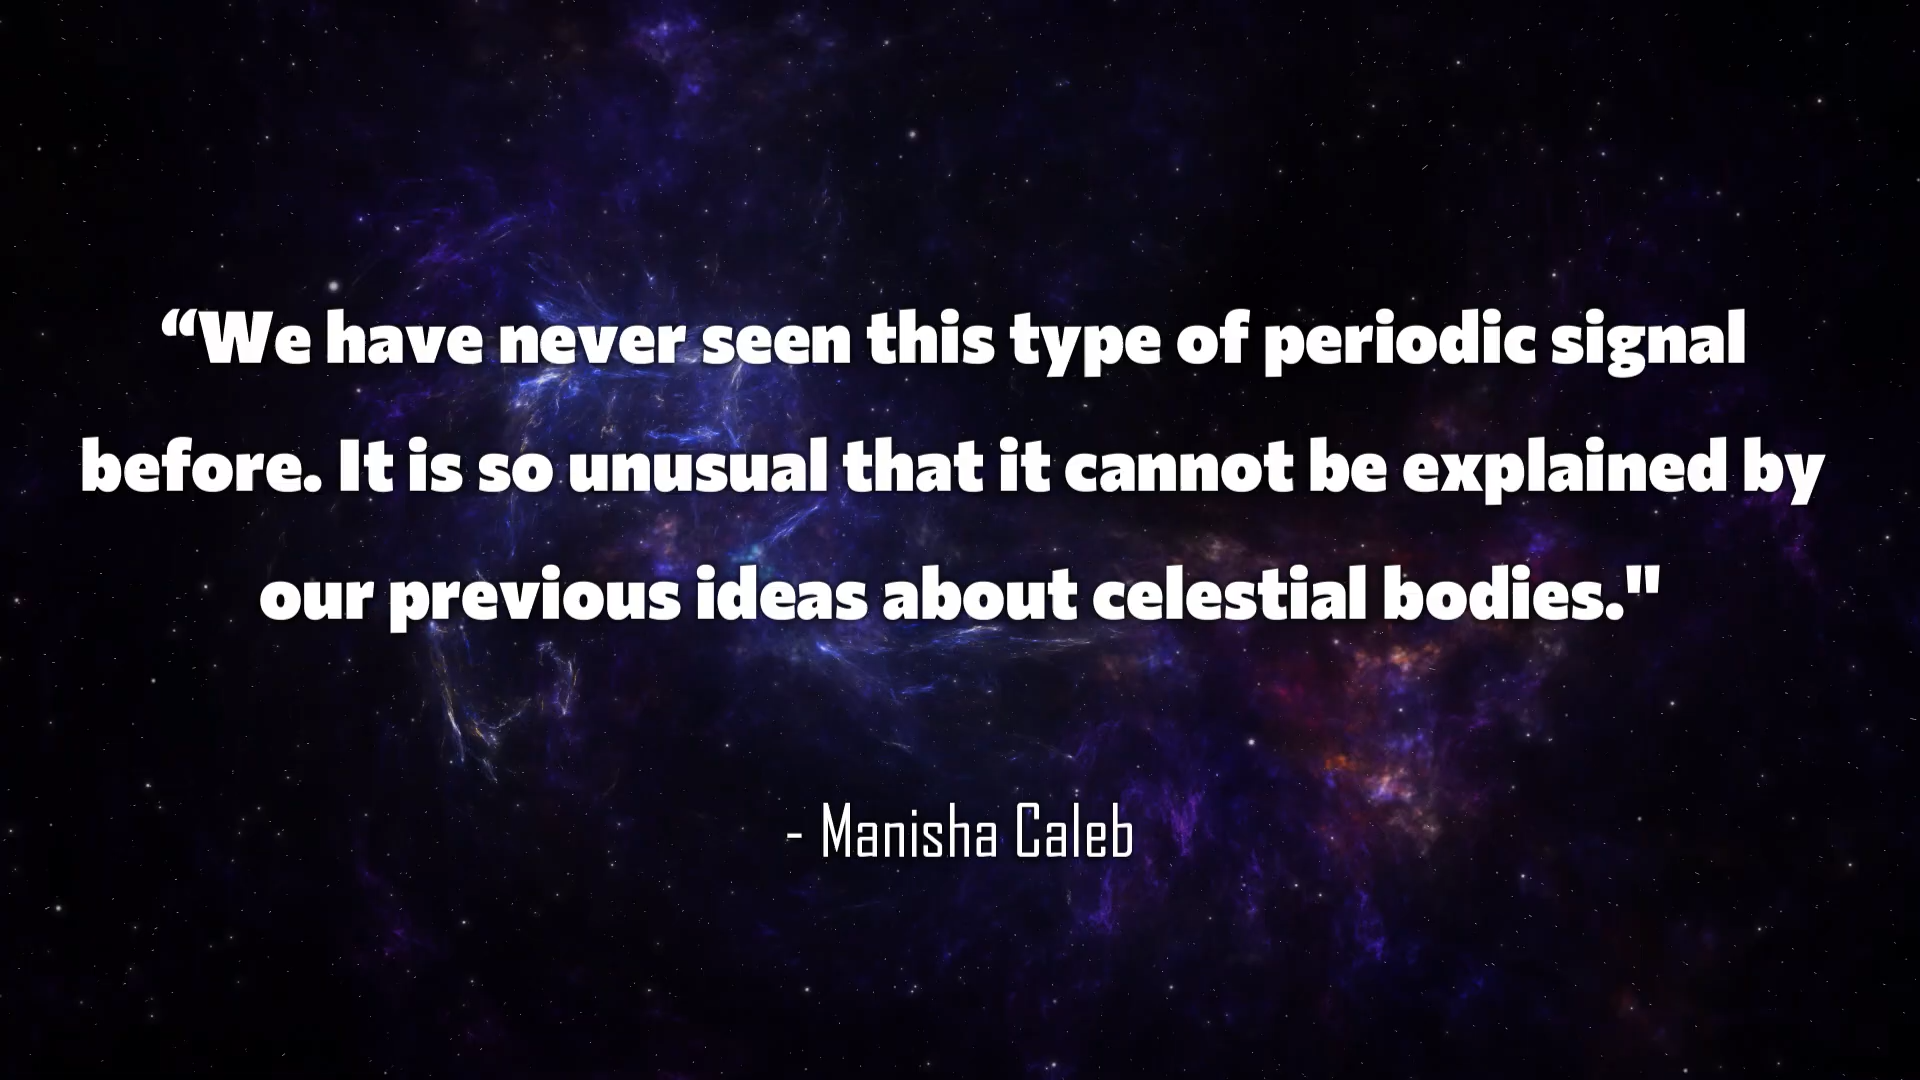 “We have never seen this type of periodic signal
before. It is so unusual that it cannot be explained by
our previous ideas about celestial bodies."
- Manisha Caleb